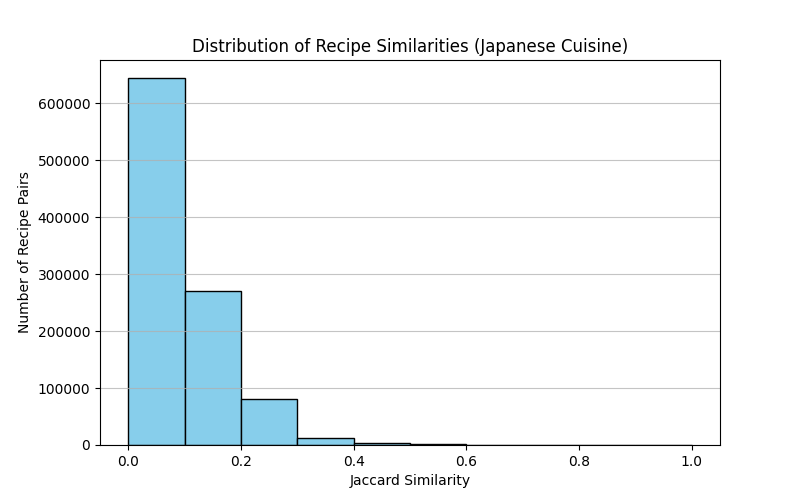 Distribution of Recipe Similarities (Japanese Cuisine)
Number of Recipe Pairs
600000
500000
400000
300000
200000
100000
0
0.0 0.2 0.4 0.6 0.8 1.0
Jaccard Similarity